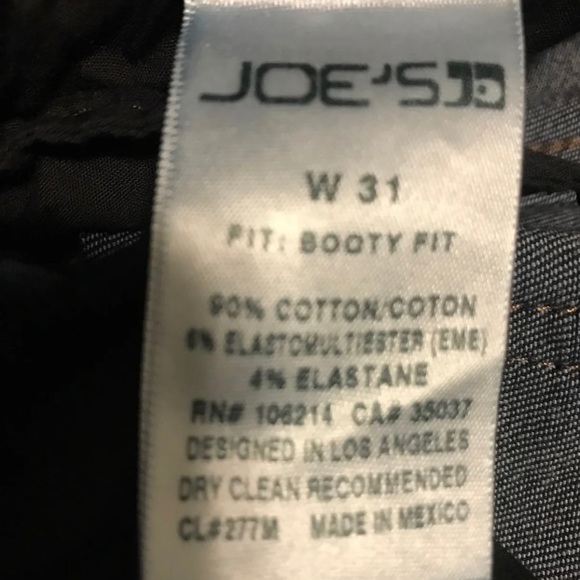 JOE'S
W 31
FIT: BOOTY FIT
90% COTTON/COTON
6% ELASTOMULTIESTER (EME)
4% ELASTANE
RN# 106214 CA# 35037
DESIGNED IN LOS ANGELES
DRY CLEAN RECOMMENDED
CL#277M MADE IN MEXICO